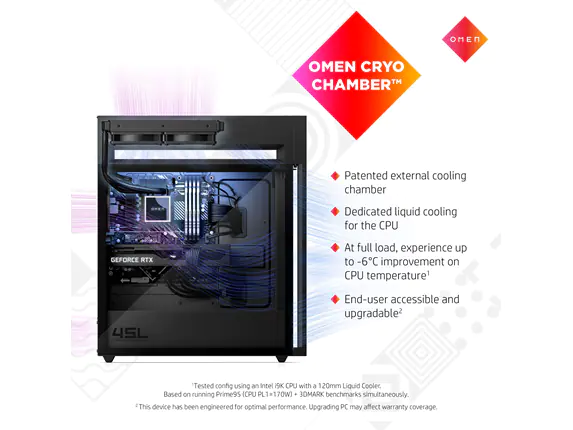 OMEN CRYO
CHAMBER™
OMEN
Patented external cooling
chamber
Dedicated liquid cooling
for the CPU
At full load, experience up
to -6°C improvement on
CPU temperature¹
End-user accessible and
upgradable²
OMEN
GEFORCE RTX
45L
¹Tested config using an Intel i9K CPU with a 120mm Liquid Cooler.
Based on running Prime95 (CPU PL1=170W) + 3DMARK benchmarks simultaneously.
² This device has been engineered for optimal performance. Upgrading PC may affect warranty coverage.